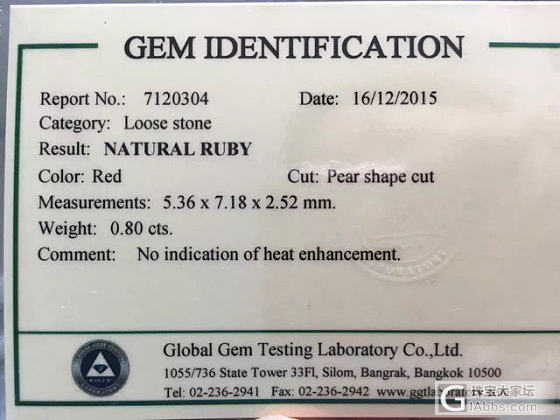 GEM IDENTIFICATION
Report No.: 7120304 Date: 16/12/2015
Category: Loose stone
Result: NATURAL RUBY
Color: Red Cut: Pear shape cut
Measurements: 5.36 x 7.18 x 2.52 mm.
Weight: 0.80 cts.
Comment: No indication of heat enhancement.
Global Gem Testing Laboratory Co.,Ltd.
1055/736 State Tower 33Fl, Silom, Bangrak, Bangkok 10500
Tel: 02-236-2941 Fax: 02-236-2942
珠宝大家坛
iAbbs.com